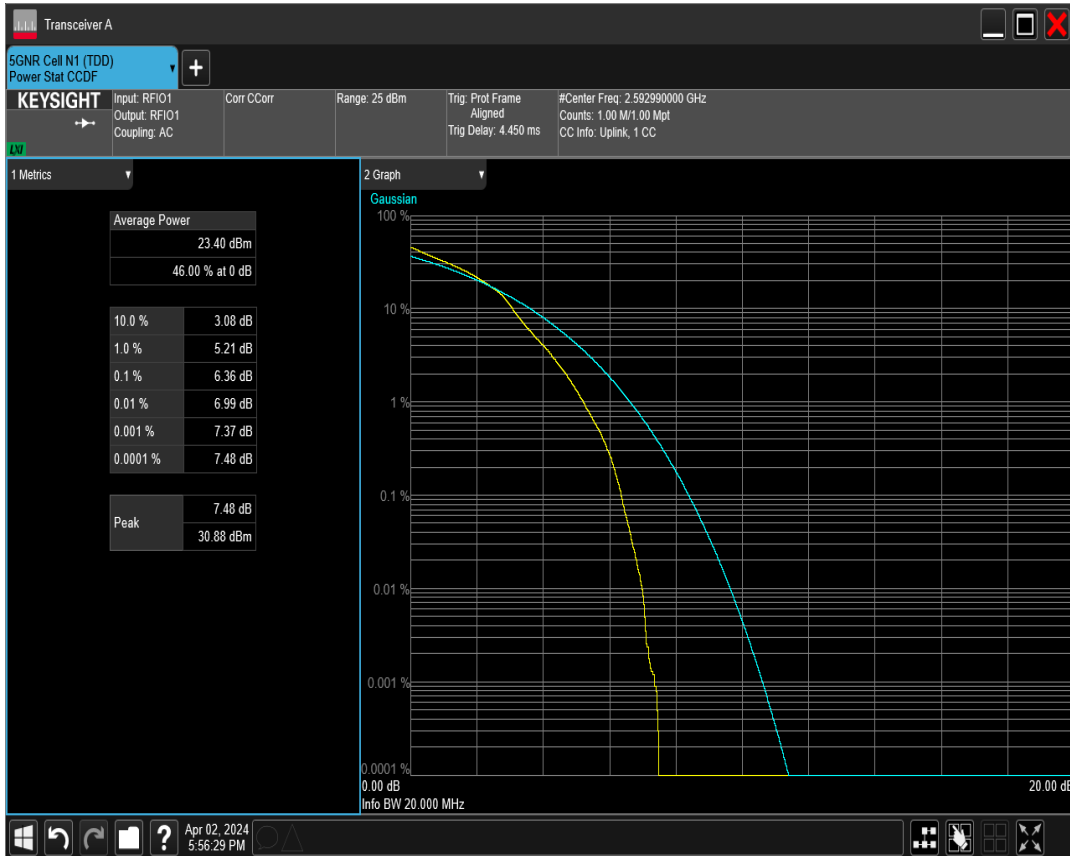 Transceiver A
5GNR Cell N1 (TDD)
Power Stat CCDF
+
KEYSIGHT
LXI
Input: RFIO1
Output: RFIO1
Coupling: AC
Corr CCorr
Range: 25 dBm
Trig: Prot Frame
Aligned
Trig Delay: 4.450 ms
#Center Freq: 2.592990000 GHz
Counts: 1.00 M/1.00 Mpt
CC Info: Uplink, 1 CC
1 Metrics
Average Power
23.40 dBm
46.00 % at 0 dB
10.0 % 3.08 dB
1.0 % 5.21 dB
0.1 % 6.36 dB
0.01 % 6.99 dB
0.001 % 7.37 dB
0.0001 % 7.48 dB
Peak 7.48 dB
30.88 dBm
2 Graph
Gaussian
100 %
10 %
1 %
0.1 %
0.01 %
0.001 %
0.0001 %
0.00 dB 20.00 dB
Info BW 20.000 MHz
?
Apr 02, 2024
5:56:29 PM